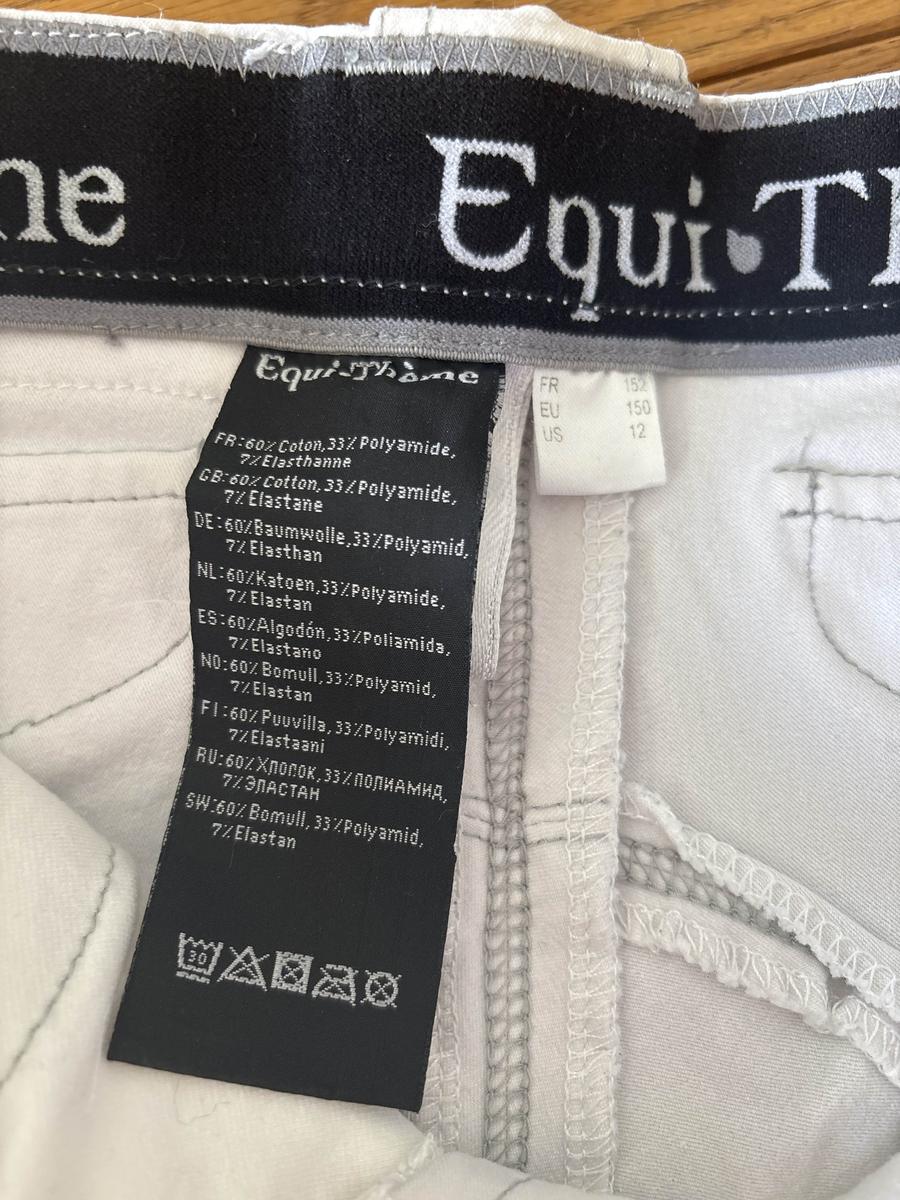 ne
Equi•Th
Equi-Thème
FR:60% Coton,33% Polyamide,
7% Elasthanne
GB:60% Cotton,33% Polyamide,
7% Elastane
DE:60%Baumwolle,33%Polyamid,
7% Elasthan
NL:60%Katoen,33%Polyamide,
7% Elastan
ES:60%Algodón,33%Poliamida,
7% Elastano
NO:60% Bomull,33%Polyamid,
7% Elastan
FI:60% Puuvilla,33%Polyamidi,
7% Elastaani
RU:60%Хлопок,33%ПОЛИАМИД,
7% ЭЛАСТАН
SW:60% Bomull,33%Polyamid,
7% Elastan
30
FR 152
EU 150
US 12